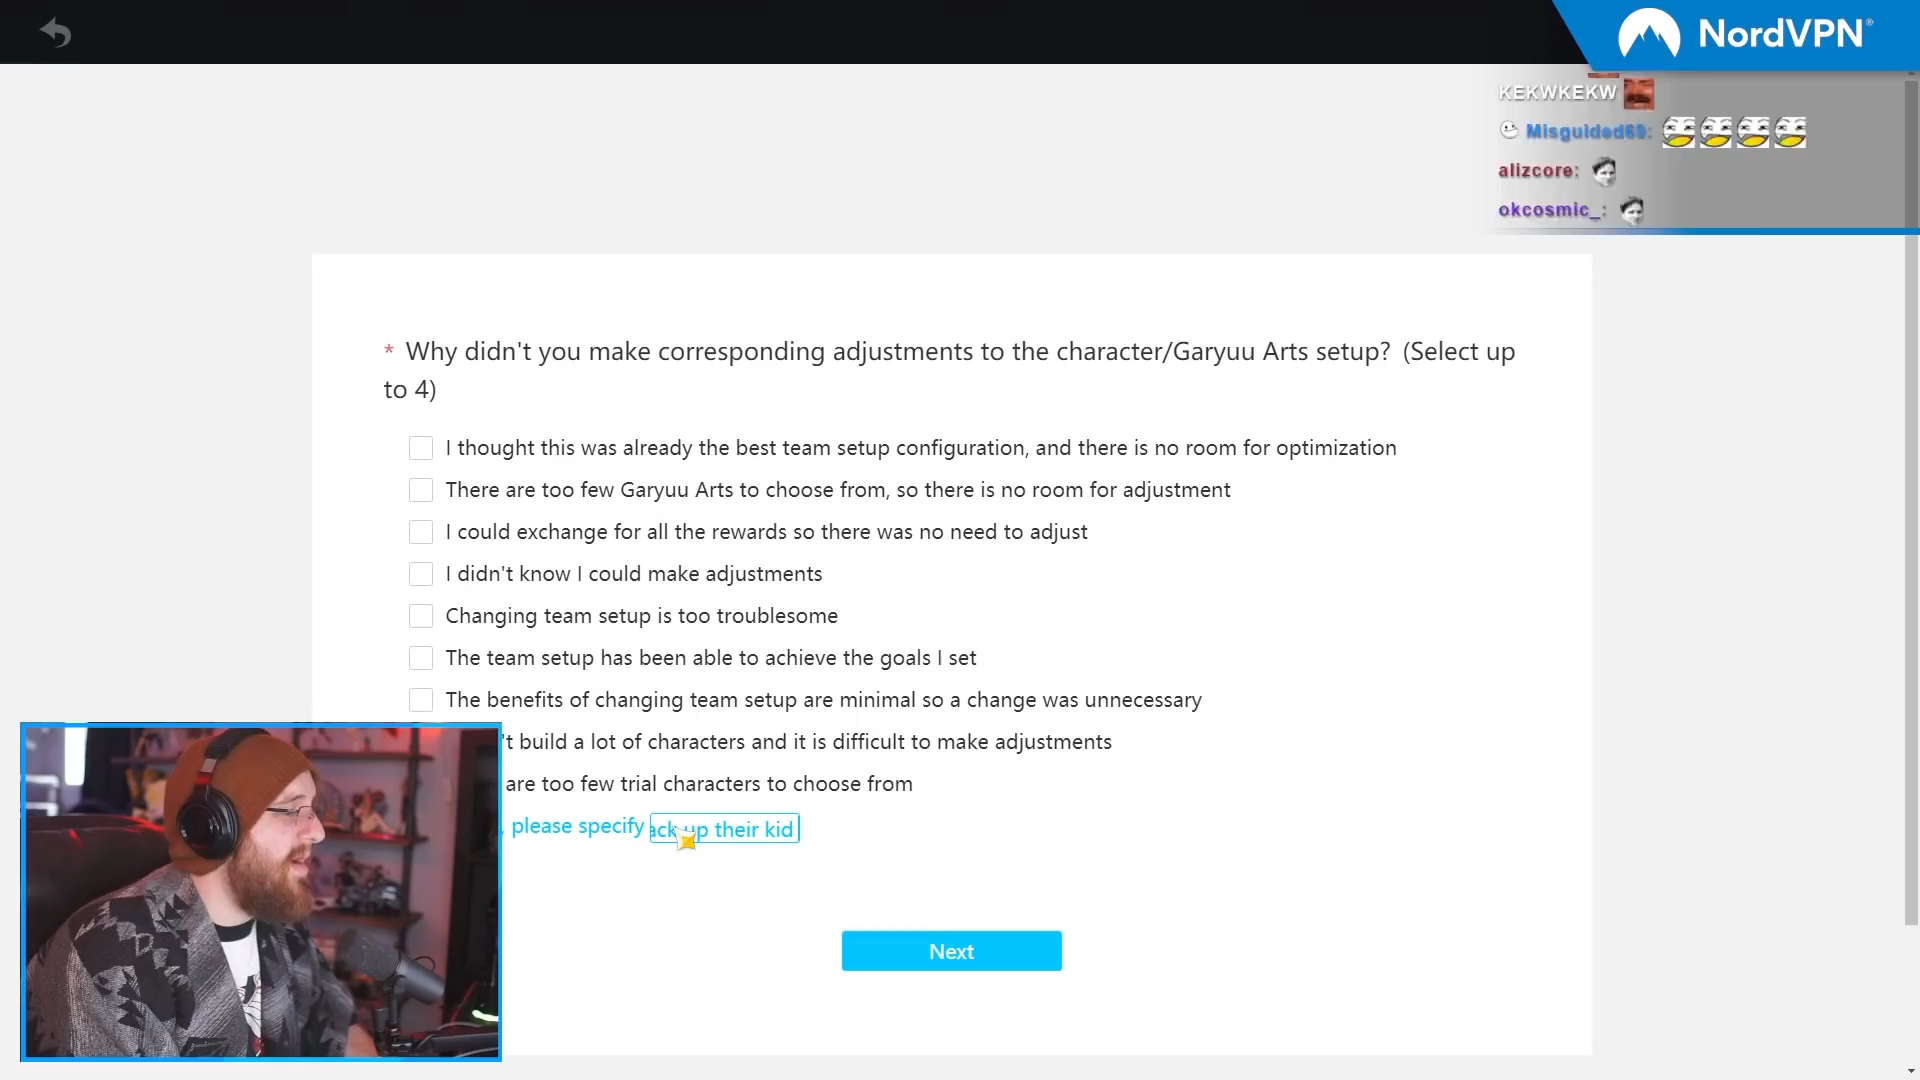 NordVPN®
KEKWKEKW
Misguided69:
alizcore:
okcosmic_:
* Why didn't you make corresponding adjustments to the character/Garyuu Arts setup? (Select up
to 4)
I thought this was already the best team setup configuration, and there is no room for optimization
There are too few Garyuu Arts to choose from, so there is no room for adjustment
I could exchange for all the rewards so there was no need to adjust
I didn't know I could make adjustments
Changing team setup is too troublesome
The team setup has been able to achieve the goals I set
The benefits of changing team setup are minimal so a change was unnecessary
't build a lot of characters and it is difficult to make adjustments
are too few trial characters to choose from
, please specify ack up their kid
Next